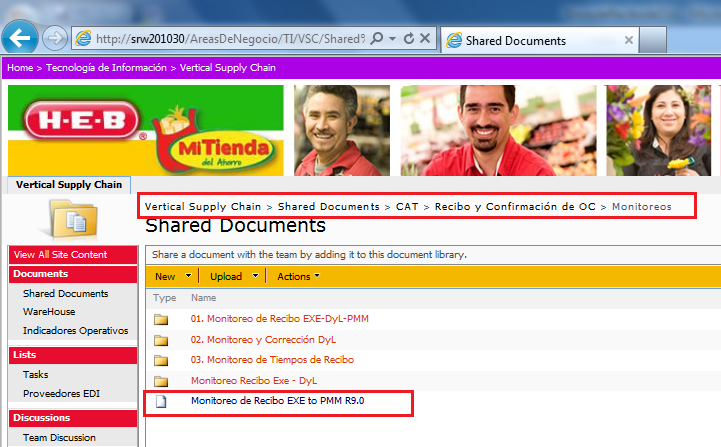 http://srw201030/AreasDeNegocio/TI/VSC/Shared%
Shared Documents
Home > Tecnología de Información > Vertical Supply Chain
H-E-B
MiTienda
del Ahorro
Vertical Supply Chain
Vertical Supply Chain > Shared Documents > CAT > Recibo y Confirmación de OC > Monitoreos
Shared Documents
View All Site Content
Share a document with the team by adding it to this document library.
Documents
New Upload Actions
Shared Documents
Type Name
WareHouse
01. Monitoreo de Recibo EXE-DyL-PMM
Indicadores Operativos
02. Monitoreo y Corrección DyL
Lists
03. Monitoreo de Tiempos de Recibo
Tasks
Monitoreo Recibo Exe - DyL
Proveedores EDI
Monitoreo de Recibo EXE to PMM R9.0
Discussions
Team Discussion